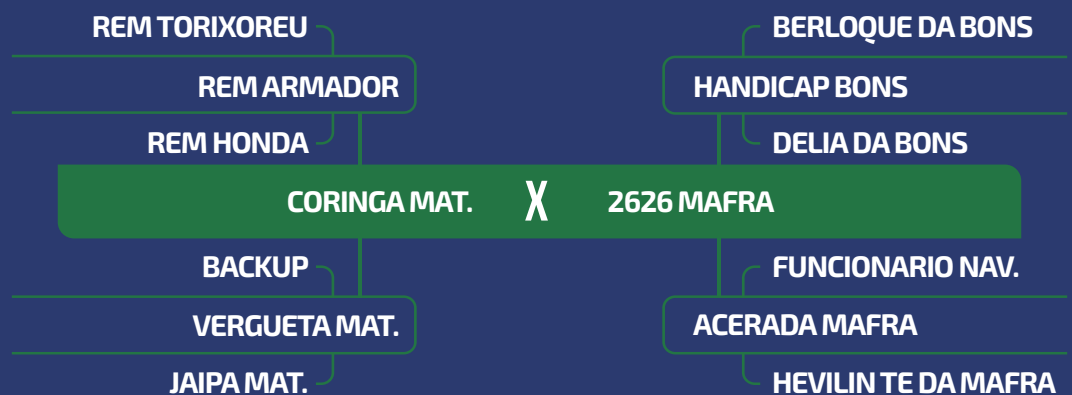 REM TORIXOREU
BERLOQUE DA BONS
REM ARMADOR
HANDICAP BONS
REM HONDA
DELIA DA BONS
CORINGA MAT. X 2626 MAFRA
BACKUP
FUNCIONARIO NAV.
VERGUETA MAT.
ACERADA MAFRA
JAIPA MAT.
HEVILIN TE DA MAFRA